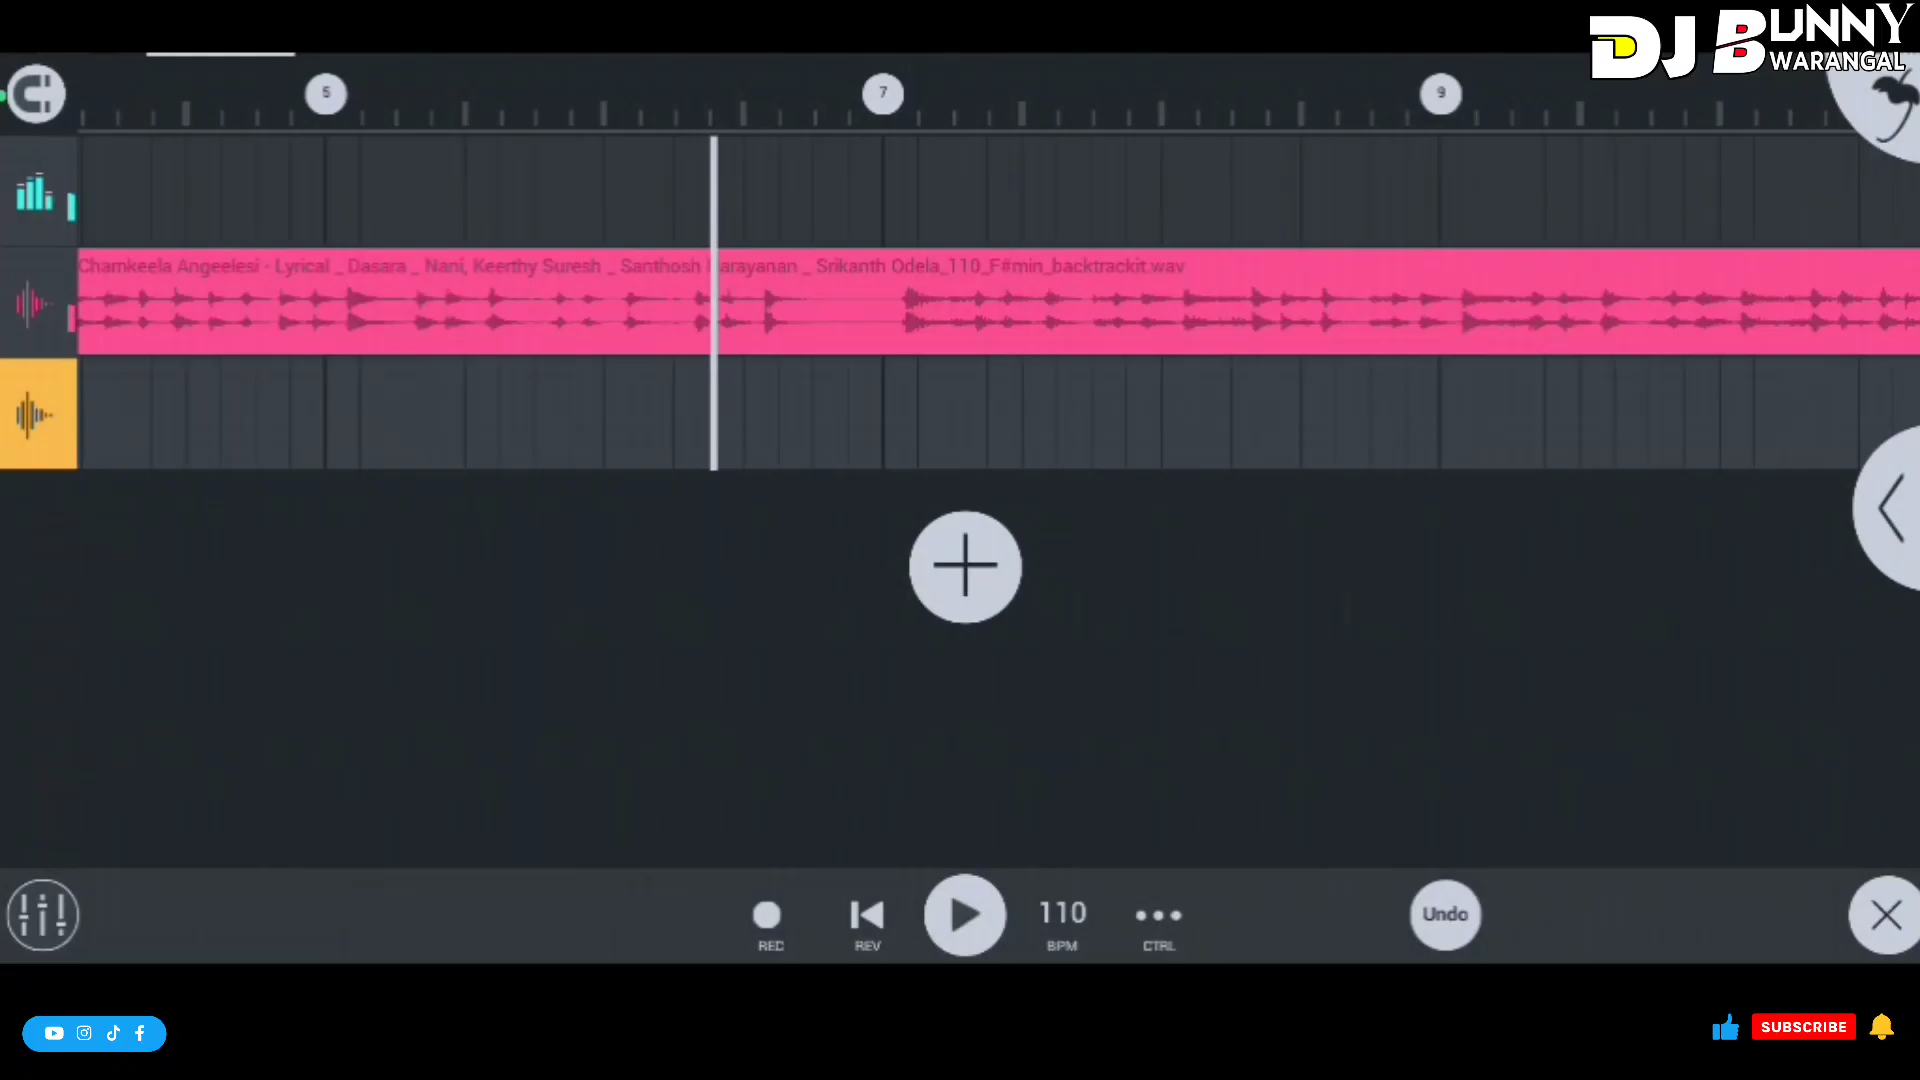 DJ BUNNY
WARANGAL
5
7
9
Chamkeela Angeelesi - Lyrical _ Dasara _ Nani, Keerthy Suresh _ Santhosh Narayanan _ Srikanth Odela_110_F#min_backtrackit.wav
110
Undo
REC
REV
BPM
CTRL
SUBSCRIBE